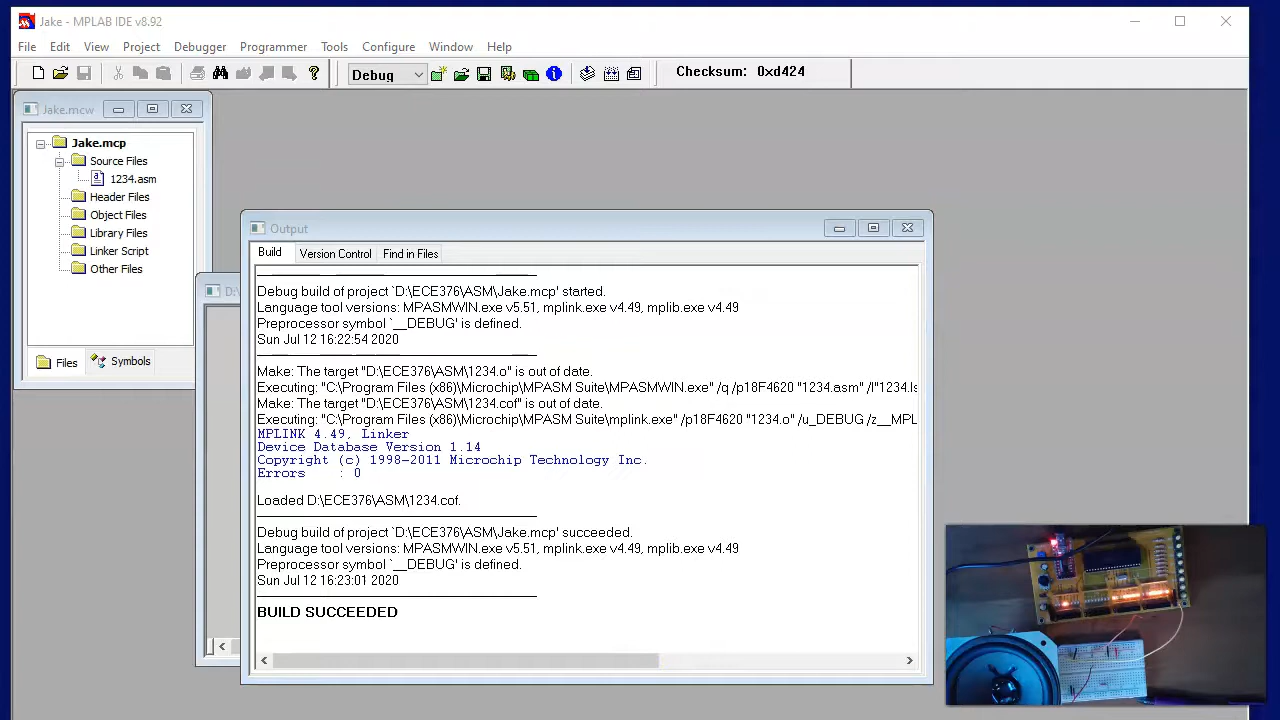 Jake - MPLAB IDE v8.92
File Edit View Project Debugger Programmer Tools Configure Window Help
Debug
Checksum: 0xd424
Jake.mcw
Jake.mcp
Source Files
1234.asm
Header Files
Object Files
Library Files
Linker Script
Other Files
Files Symbols
D:\
Output
Build Version Control Find in Files
Debug build of project `D:\ECE376\ASM\Jake.mcp' started.
Language tool versions: MPASMWIN.exe v5.51, mplink.exe v4.49, mplib.exe v4.49
Preprocessor symbol `__DEBUG' is defined.
Sun Jul 12 16:22:54 2020
Make: The target "D:\ECE376\ASM\1234.o" is out of date.
Executing: "C:\Program Files (x86)\Microchip\MPASM Suite\MPASMWIN.exe" /q /p18F4620 "1234.asm" /l"1234.ls
Make: The target "D:\ECE376\ASM\1234.cof" is out of date.
Executing: "C:\Program Files (x86)\Microchip\MPASM Suite\mplink.exe" /p18F4620 "1234.o" /u_DEBUG /z__MPL
MPLINK 4.49, Linker
Device Database Version 1.14
Copyright (c) 1998-2011 Microchip Technology Inc.
Errors : 0
Loaded D:\ECE376\ASM\1234.cof.
Debug build of project `D:\ECE376\ASM\Jake.mcp' succeeded.
Language tool versions: MPASMWIN.exe v5.51, mplink.exe v4.49, mplib.exe v4.49
Preprocessor symbol `__DEBUG' is defined.
Sun Jul 12 16:23:01 2020
BUILD SUCCEEDED